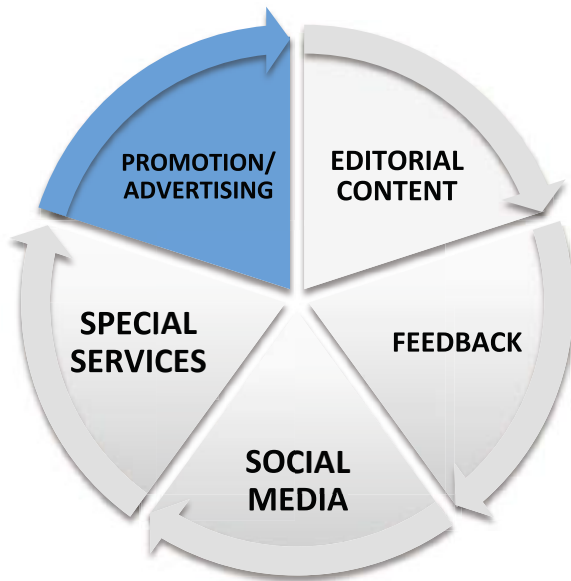 PROMOTION/
ADVERTISING
EDITORIAL
CONTENT
FEEDBACK
SOCIAL
MEDIA
SPECIAL
SERVICES